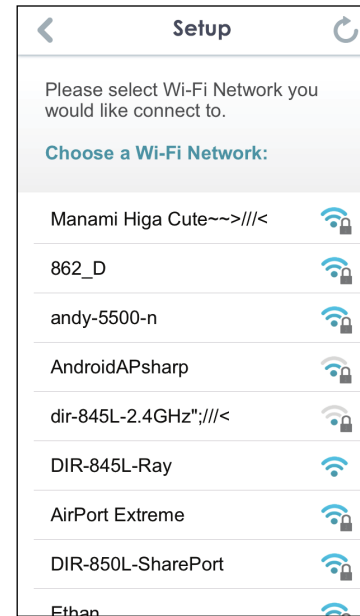 Setup
Please select Wi-Fi Network you
would like connect to.
Choose a Wi-Fi Network:
Manami Higa Cute~~>///<
862_D
andy-5500-n
AndroidAPsharp
dir-845L-2.4GHz";///<
DIR-845L-Ray
AirPort Extreme
DIR-850L-SharePort
Ethan